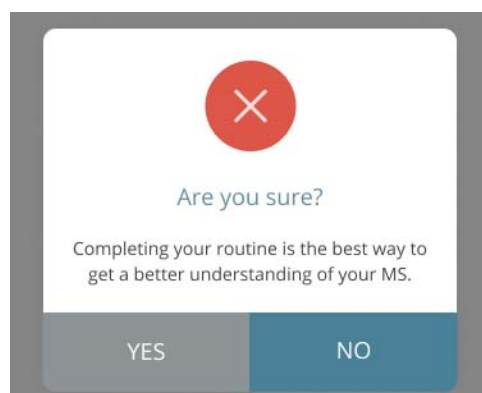 Are you sure?
Completing your routine is the best way to
get a better understanding of your MS.
YES NO